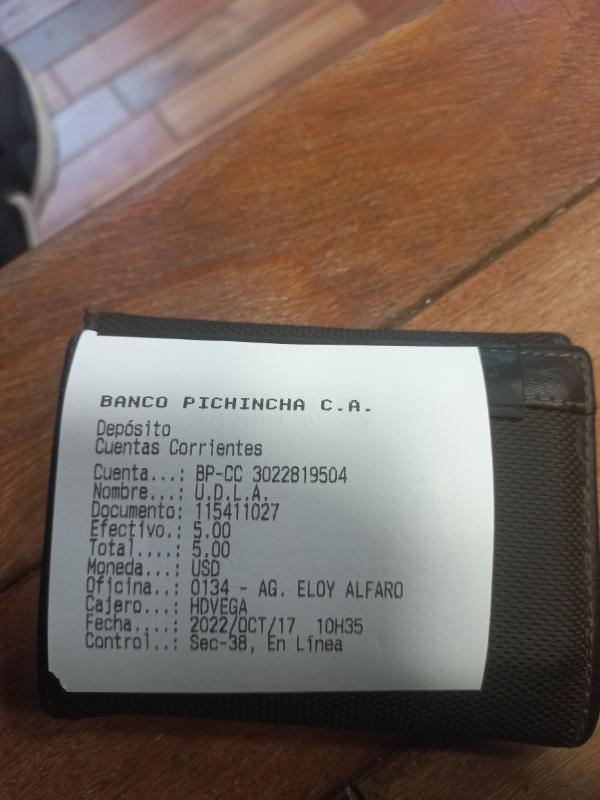 BANCO PICHINCHA C.A.
Depósito
Cuentas Corrientes
Cuenta...: BP-CC 3022819504
Nombre...: U.D.L.A.
Documento: 115411027
Efectivo.: 5.00
Total....: 5.00
Moneda...: USD
Oficina..: 0134 - AG. ELOY ALFARO
Cajero...: HDVEGA
Fecha....: 2022/OCT/17 10H35
Control..: Sec-38, En Línea